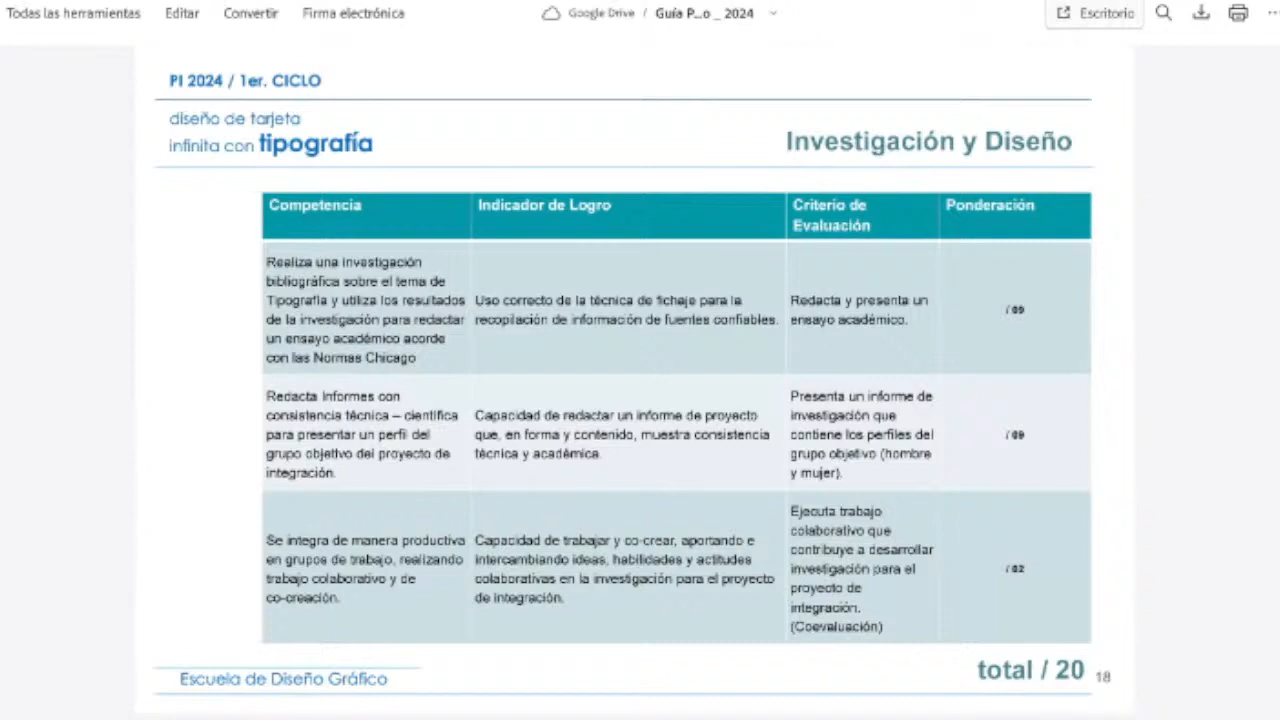 Todas las herramientas Editar Convertir Firma electrónica Google Drive / Guía P...o _ 2024 Escritorio
PI 2024 / 1er. CICLO
diseño de tarjeta
infinita con tipografía
Investigación y Diseño
Competencia
Indicador de Logro
Criterio de
Evaluación
Ponderación
Realiza una investigación
bibliográfica sobre el tema de
Tipografía y utiliza los resultados
de la investigación para redactar
un ensayo académico acorde
con las Normas Chicago
Uso correcto de la técnica de fichaje para la
recopilación de información de fuentes confiables.
Redacta y presenta un
ensayo académico.
/ 09
Redacta Informes con
consistencia técnica – científica
para presentar un perfil del
grupo objetivo del proyecto de
integración.
Capacidad de redactar un informe de proyecto
que, en forma y contenido, muestra consistencia
técnica y académica.
Presenta un informe de
investigación que
contiene los perfiles del
grupo objetivo (hombre
y mujer).
/ 09
Se integra de manera productiva
en grupos de trabajo, realizando
trabajo colaborativo y de
co-creación.
Capacidad de trabajar y co-crear, aportando e
intercambiando ideas, habilidades y actitudes
colaborativas en la investigación para el proyecto
de integración.
Ejecuta trabajo
colaborativo que
contribuye a desarrollar
investigación para el
proyecto de
integración.
(Coevaluación)
/ 02
total / 20
Escuela de Diseño Gráfico
18